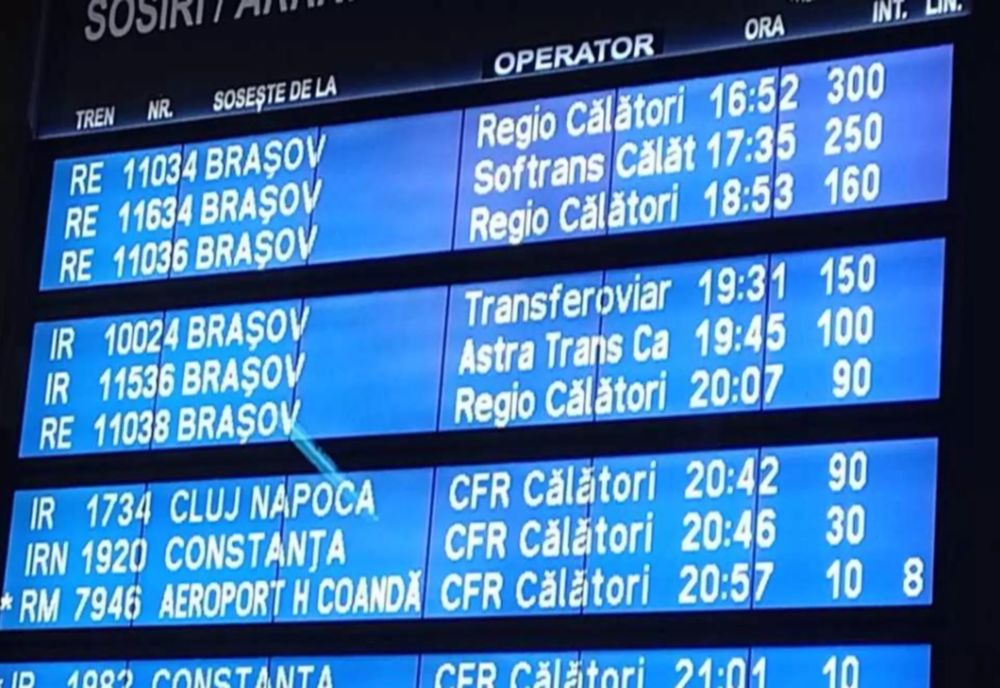 SOSIRI /
TREN NR. SOSEȘTE DE LA OPERATOR ORA INT. LIN.
RE 11034 BRAȘOV Regio Călători 16:52 300
RE 11634 BRAȘOV Softrans Călăt 17:35 250
RE 11036 BRAȘOV Regio Călători 18:53 160
IR 10024 BRAȘOV Transferoviar 19:31 150
IR 11536 BRAȘOV Astra Trans Ca 19:45 100
RE 11038 BRAȘOV Regio Călători 20:07 90
IR 1734 CLUJ NAPOCA CFR Călători 20:42 90
IRN 1920 CONSTANȚA CFR Călători 20:46 30
* RM 7946 AEROPORT H COANDĂ CFR Călători 20:57 10 8
IR 1982 CONSTANTA CFR Călători 21:01 10